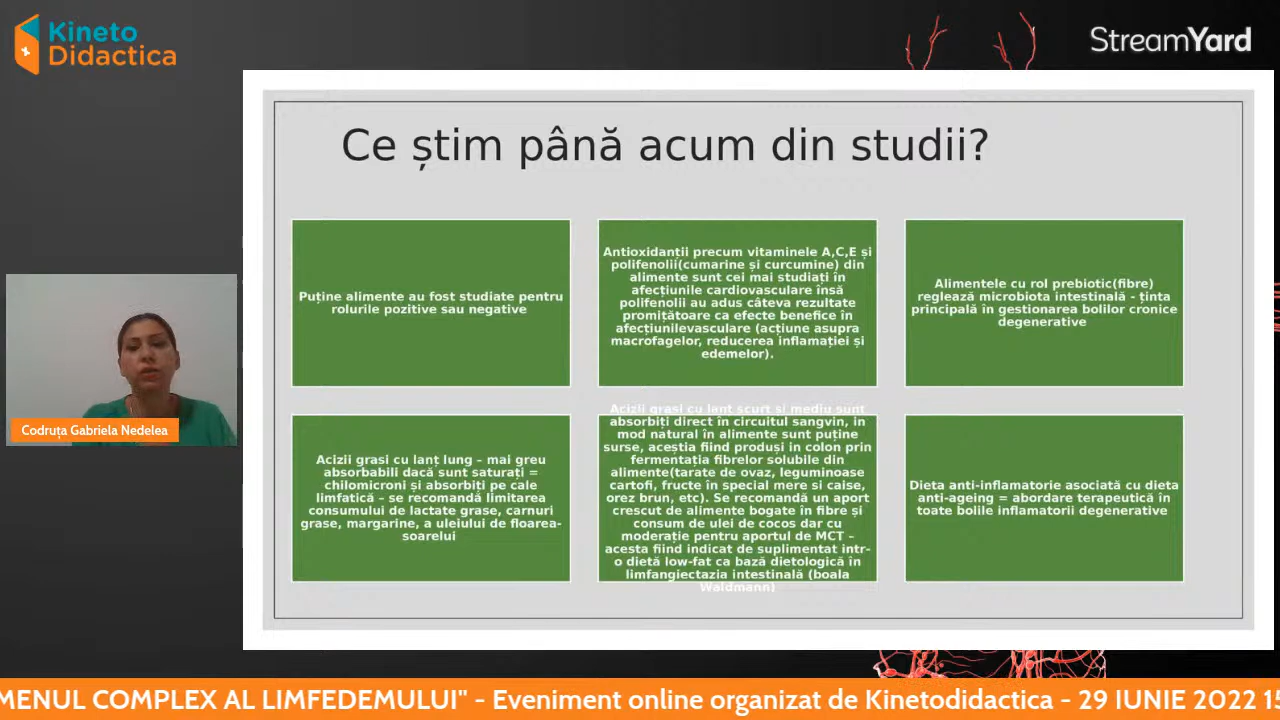 Kineto
Didactica
StreamYard
Ce știm până acum din studii?
Puține alimente au fost studiate pentru
rolurile pozitive sau negative
Antioxidanții precum vitaminele A,C,E și
polifenolii(cumarine și curcumine) din
alimente sunt cei mai studiați în
afecțiunile cardiovasculare însă
polifenolii au adus câteva rezultate
promițătoare ca efecte benefice în
afecțiunilevasculare (acțiune asupra
macrofagelor, reducerea inflamației și
edemelor).
Alimentele cu rol prebiotic(fibre)
reglează microbiota intestinală - ținta
principală în gestionarea bolilor cronice
degenerative
Acizii grasi cu lanț lung – mai greu
absorbabili dacă sunt saturați =
chilomicroni și absorbiți pe cale
limfatică – se recomandă limitarea
consumului de lactate grase, carnuri
grase, margarine, a uleiului de floarea-
soarelui
Acizii grasi cu lanț scurt si mediu sunt
absorbiți direct în circuitul sangvin, in
mod natural în alimente sunt puține
surse, aceștia fiind produși in colon prin
fermentația fibrelor solubile din
alimente(tarate de ovaz, leguminoase
cartofi, fructe în special mere si caise,
orez brun, etc). Se recomandă un aport
crescut de alimente bogate în fibre și
consum de ulei de cocos dar cu
moderație pentru aportul de MCT –
acesta fiind indicat de suplimentat intr-
o dietă low-fat ca bază dietologică în
limfangiectazia intestinală (boala
Waldmann)
Dieta anti-inflamatorie asociată cu dieta
anti-ageing = abordare terapeutică în
toate bolile inflamatorii degenerative
Codruța Gabriela Nedelea
MENUL COMPLEX AL LIMFEDEMULUI" - Eveniment online organizat de Kinetodidactica - 29 IUNIE 2022 15